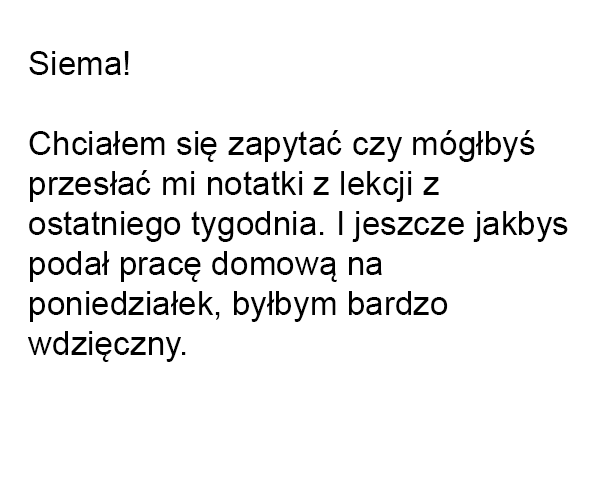 Siema!
Chciałem się zapytać czy mógłbyś
przesłać mi notatki z lekcji z
ostatniego tygodnia. I jeszcze jakbys
podał pracę domową na
poniedziałek, byłbym bardzo
wdzięczny.